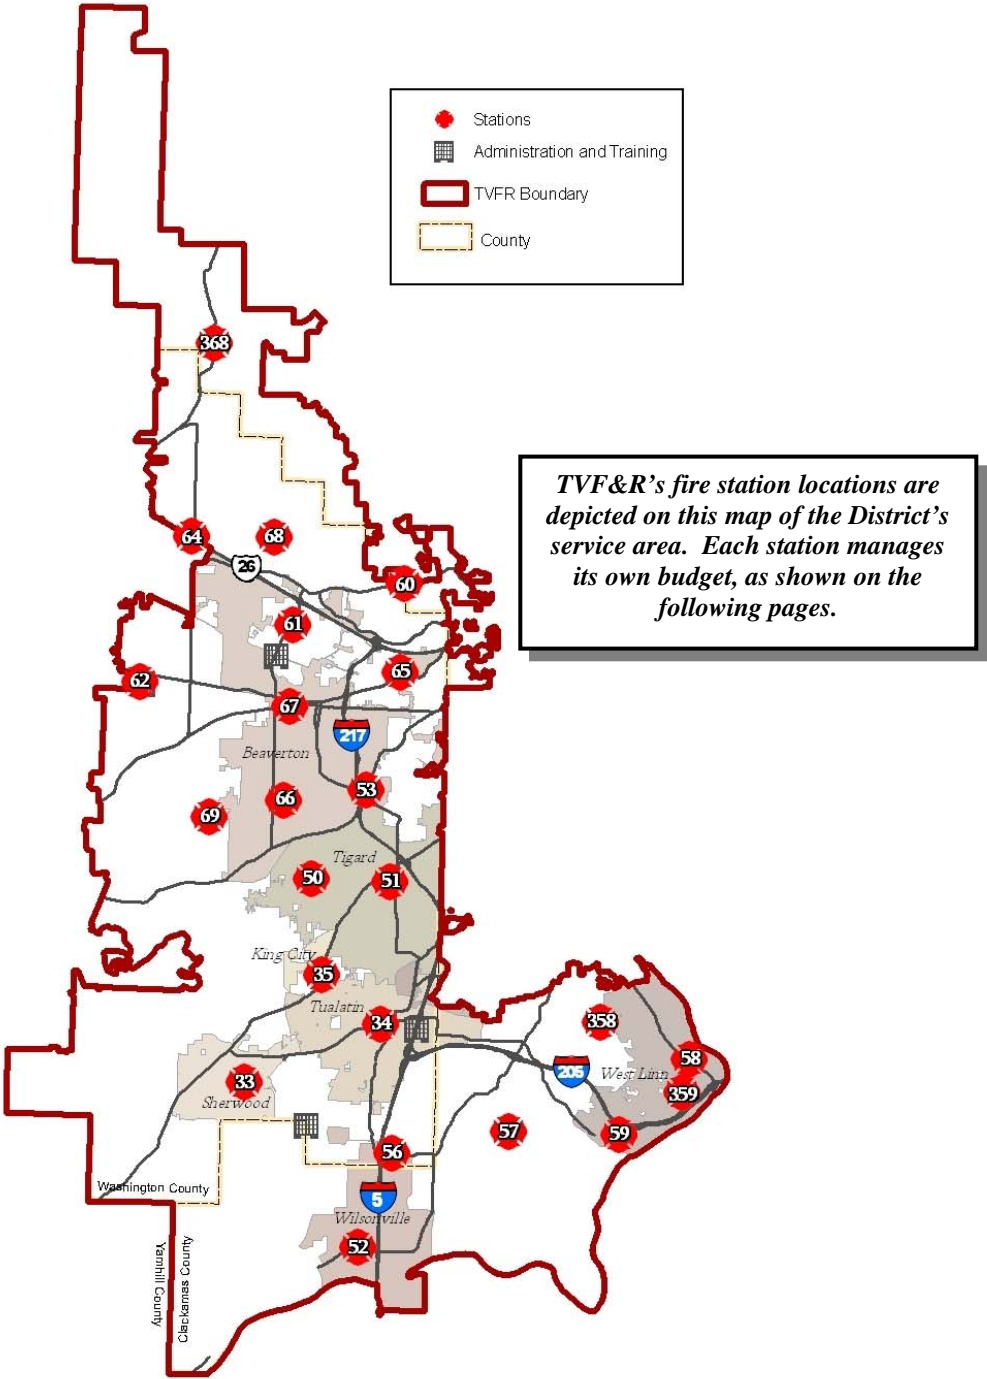 Stations
Administration and Training
TVFR Boundary
County
368
TVF&R's fire station locations are
depicted on this map of the District's
service area.  Each station manages
its own budget, as shown on the
following pages.
64
68
26
60
61
65
62
67
217
Beaverton
53
66
69
Tigard
50
51
King City
35
Tualatin
34
358
58
205
West Linn
359
33
Sherwood
57
59
56
Washington County
5
Wilsonville
52
Yamhill County
Clackamas County